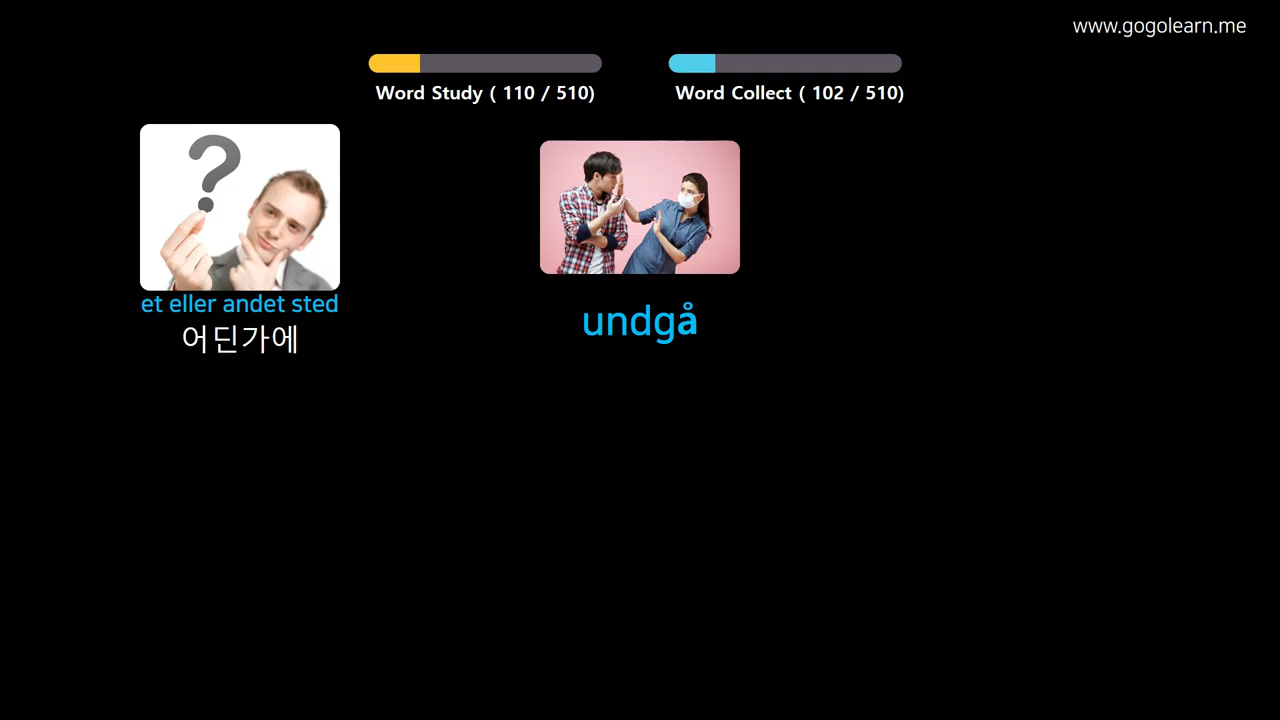 www.gogolearn.me
Word Study ( 110 / 510)
Word Collect ( 102 / 510)
et eller andet sted
어딘가에
undgå